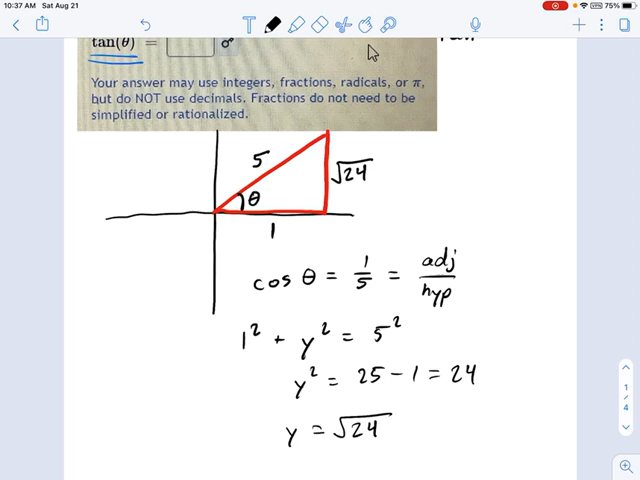 10:37 AM Sat Aug 21
75%
T
tan(θ) =
Your answer may use integers, fractions, radicals, or π,
but do NOT use decimals. Fractions do not need to be
simplified or rationalized.
5
√24
θ
1
cos θ = 1/5 = adj/hyp
1² + y² = 5²
y² = 25 - 1 = 24
y = √24
1
/
4